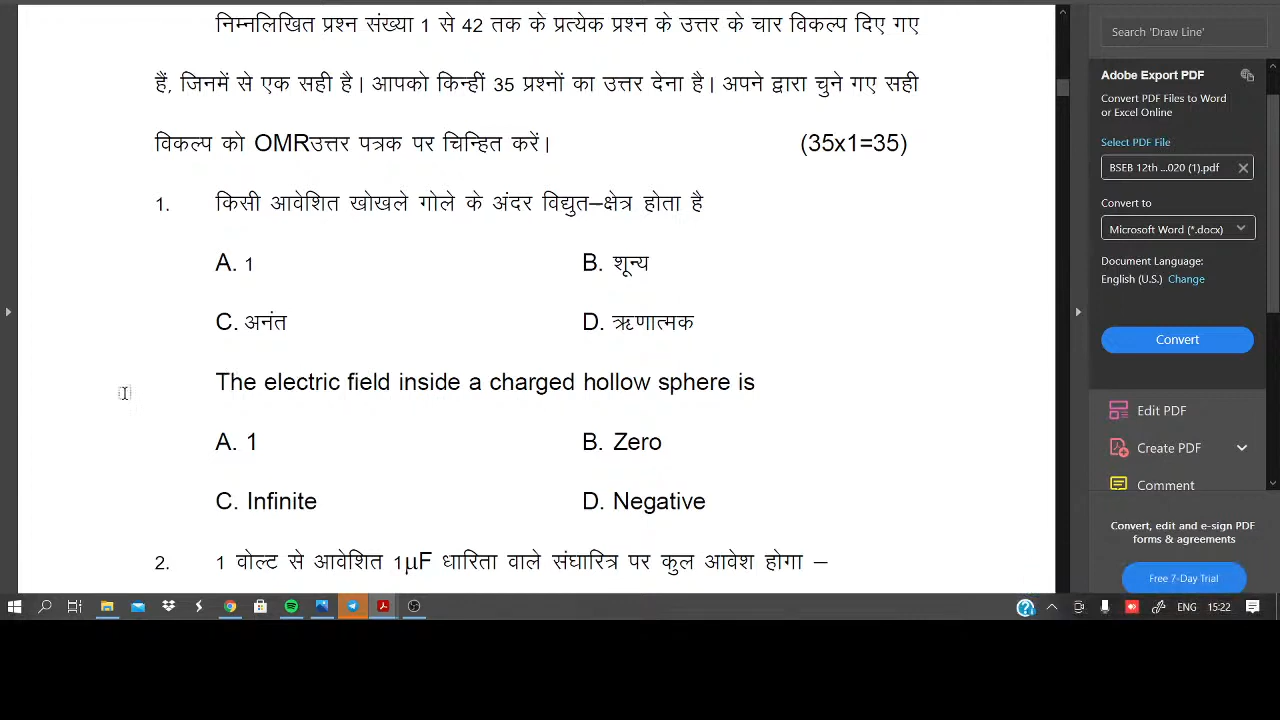 निम्नलिखित प्रश्न संख्या 1 से 42 तक के प्रत्येक प्रश्न के उत्तर के चार विकल्प दिए गए
हैं, जिनमें से एक सही है। आपको किन्हीं 35 प्रश्नों का उत्तर देना है। अपने द्वारा चुने गए सही
विकल्प को OMRउत्तर पत्रक पर चिन्हित करें। (35x1=35)
1. किसी आवेशित खोखले गोले के अंदर विद्युत–क्षेत्र होता है
A. 1 B. शून्य
C. अनंत D. ऋणात्मक
The electric field inside a charged hollow sphere is
A. 1 B. Zero
C. Infinite D. Negative
2. 1 वोल्ट से आवेशित 1µF धारिता वाले संधारित्र पर कुल आवेश होगा –
Search 'Draw Line'
Adobe Export PDF
Convert PDF Files to Word
or Excel Online
Select PDF File
BSEB 12th ...020 (1).pdf
Convert to
Microsoft Word (*.docx)
Document Language:
English (U.S.) Change
Convert
Edit PDF
Create PDF
Comment
Convert, edit and e-sign PDF
forms & agreements
Free 7-Day Trial
ENG 15:22